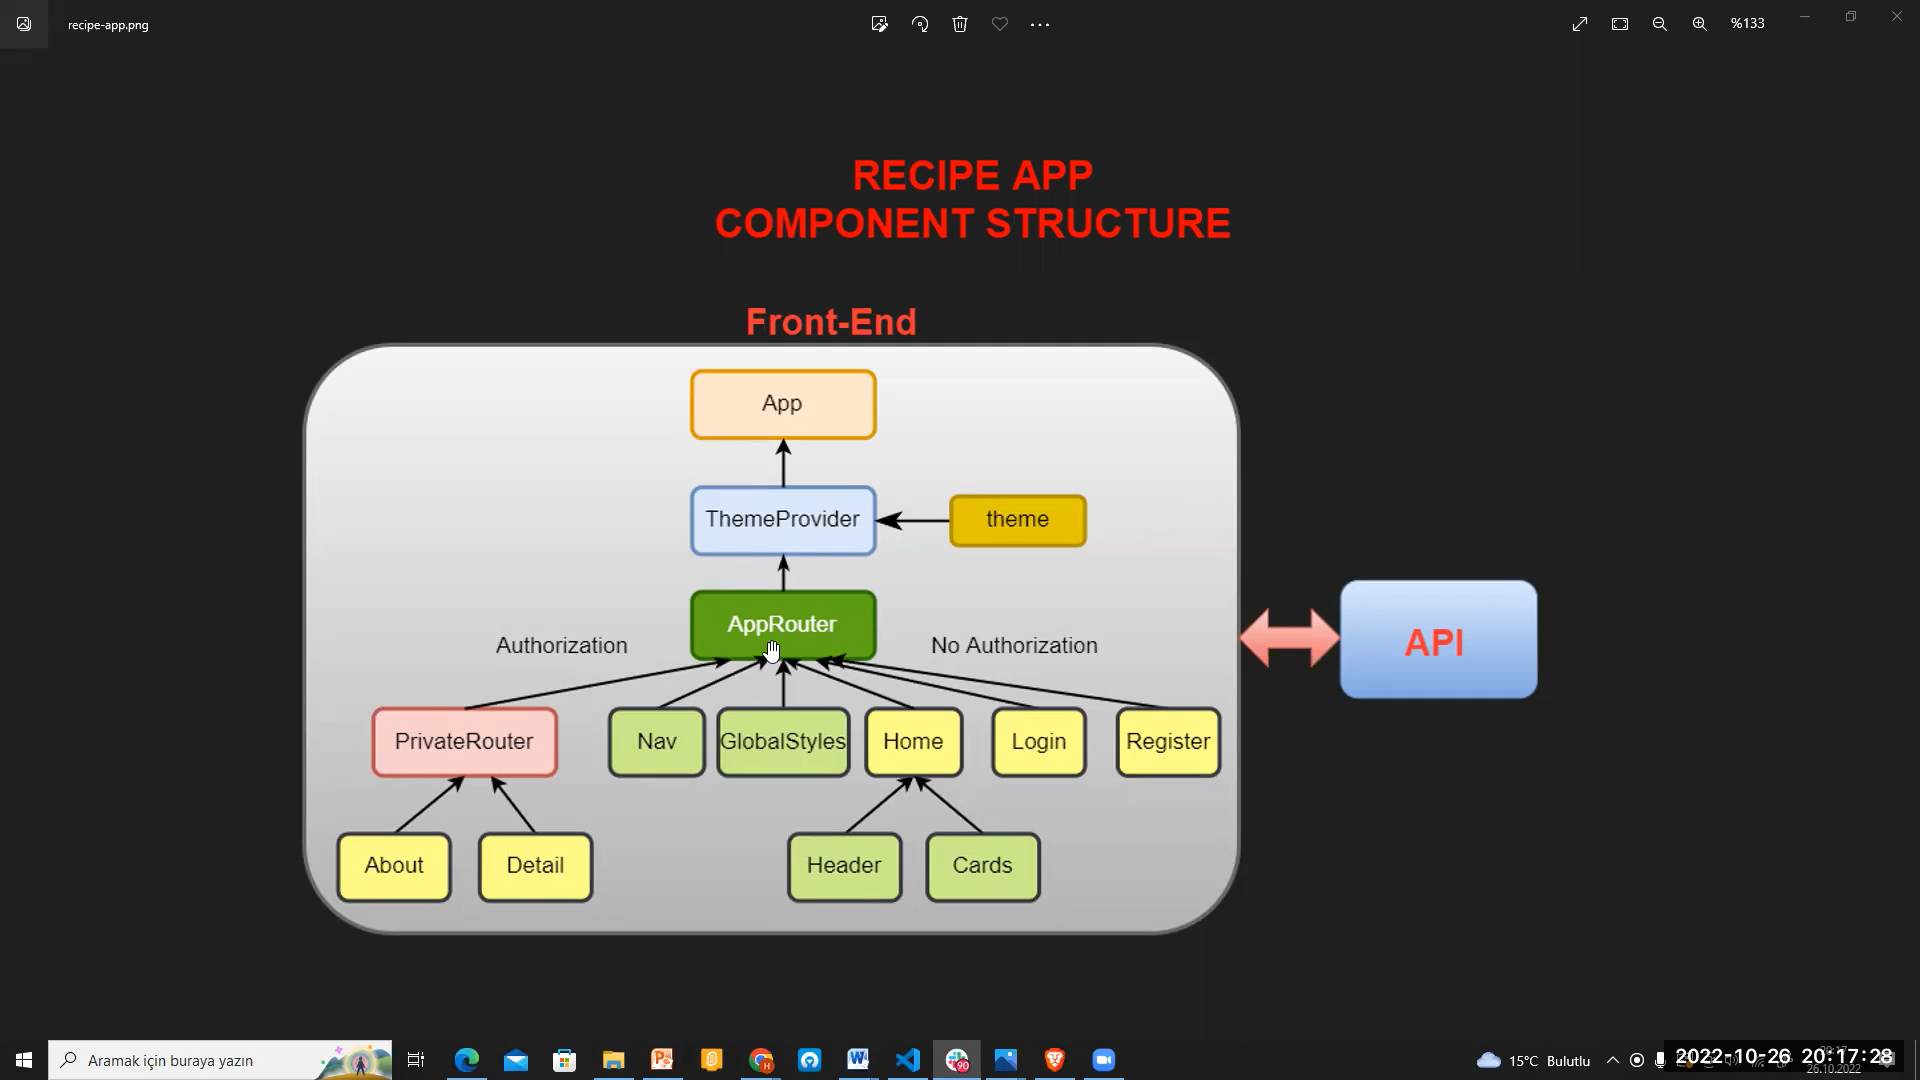 recipe-app.png
%133
RECIPE APP
COMPONENT STRUCTURE
Front-End
App
ThemeProvider
theme
AppRouter
Authorization
No Authorization
API
PrivateRouter
Nav
GlobalStyles
Home
Login
Register
About
Detail
Header
Cards
Aramak için buraya yazın
90
15°C Bulutlu
2022-10-26 20:17:28
26.10.2022